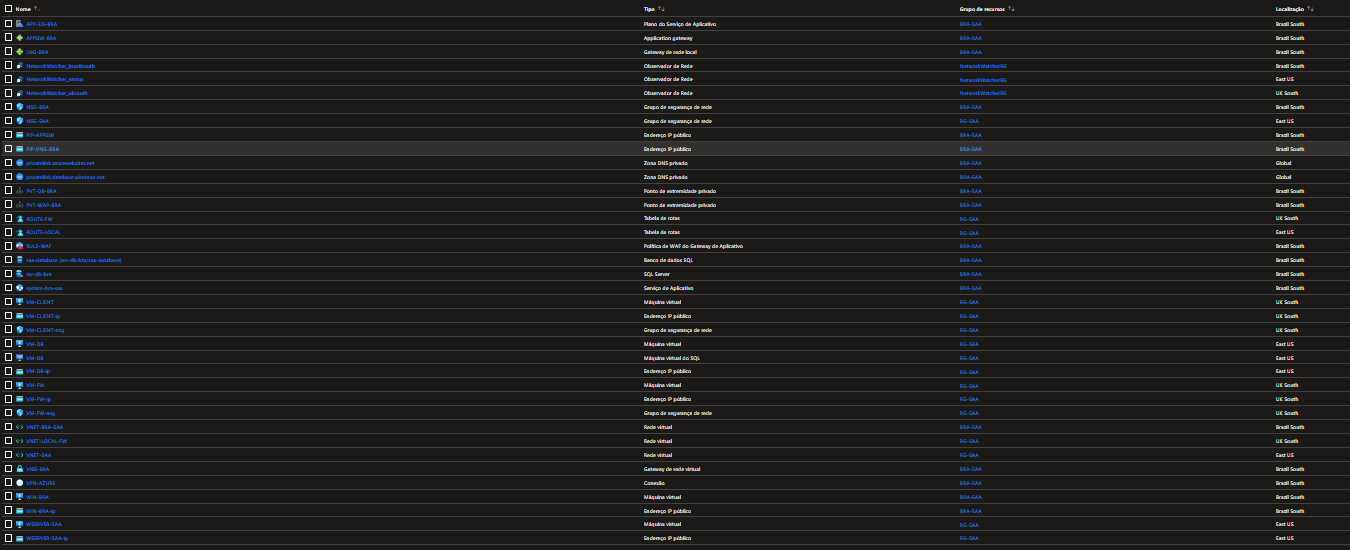 Nome Tipo Grupo de recursos Localização
APP-SIS-BRA Plano do Serviço de Aplicativo BRA-SAA Brazil South
APPGW-BRA Application gateway BRA-SAA Brazil South
LNG-BRA Gateway de rede local BRA-SAA Brazil South
NetworkWatcher_brazilsouth Observador de Rede NetworkWatcherRG Brazil South
NetworkWatcher_eastus Observador de Rede NetworkWatcherRG East US
NetworkWatcher_uksouth Observador de Rede NetworkWatcherRG UK South
NSG-BRA Grupo de segurança de rede BRA-SAA Brazil South
NSG-SAA Grupo de segurança de rede RG-SAA East US
PIP-APPGW Endereço IP público BRA-SAA Brazil South
PIP-VNG-BRA Endereço IP público BRA-SAA Brazil South
privatelink.azurewebsites.net Zona DNS privado BRA-SAA Global
privatelink.database.windows.net Zona DNS privado BRA-SAA Global
PVT-DB-BRA Ponto de extremidade privado BRA-SAA Brazil South
PVT-WAP-BRA Ponto de extremidade privado BRA-SAA Brazil South
ROUTE-FW Tabela de rotas RG-SAA UK South
ROUTE-LOCAL Tabela de rotas RG-SAA East US
RULE-WAF Política de WAF do Gateway de Aplicativo BRA-SAA Brazil South
saa-database (srv-db-bra/saa-database) Banco de dados SQL BRA-SAA Brazil South
srv-db-bra SQL Server BRA-SAA Brazil South
system-bra-saa Serviço de Aplicativo BRA-SAA Brazil South
VM-CLIENT Máquina virtual RG-SAA UK South
VM-CLIENT-ip Endereço IP público RG-SAA UK South
VM-CLIENT-nsg Grupo de segurança de rede RG-SAA UK South
VM-DB Máquina virtual RG-SAA East US
VM-DB Máquina virtual do SQL RG-SAA East US
VM-DB-ip Endereço IP público RG-SAA East US
VM-FW Máquina virtual RG-SAA UK South
VM-FW-ip Endereço IP público RG-SAA UK South
VM-FW-nsg Grupo de segurança de rede RG-SAA UK South
VNET-BRA-SAA Rede virtual BRA-SAA Brazil South
VNET-LOCAL-FW Rede virtual RG-SAA UK South
VNET-SAA Rede virtual RG-SAA East US
VNG-BRA Gateway de rede virtual BRA-SAA Brazil South
VPN-AZURE Conexão BRA-SAA Brazil South
WIN-BRA Máquina virtual BRA-SAA Brazil South
WIN-BRA-ip Endereço IP público BRA-SAA Brazil South
WSERVER-SAA Máquina virtual RG-SAA East US
WSERVER-SAA-ip Endereço IP público RG-SAA East US